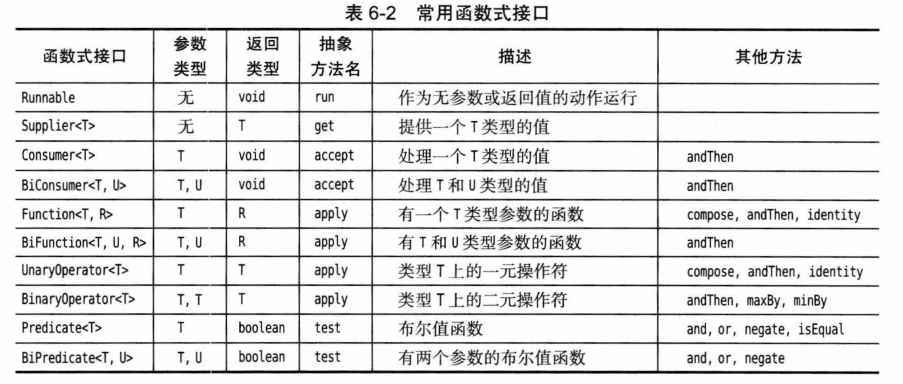 表 6-2 常用函数式接口
函数式接口 参数类型 返回类型 抽象方法名 描述 其他方法
Runnable 无 void run 作为无参数或返回值的动作运行
Supplier<T> 无 T get 提供一个 T 类型的值
Consumer<T> T void accept 处理一个 T 类型的值 andThen
BiConsumer<T, U> T, U void accept 处理 T 和 U 类型的值 andThen
Function<T, R> T R apply 有一个 T 类型参数的函数 compose, andThen, identity
BiFunction<T, U, R> T, U R apply 有 T 和 U 类型参数的函数 andThen
UnaryOperator<T> T T apply 类型 T 上的一元操作符 compose, andThen, identity
BinaryOperator<T> T, T T apply 类型 T 上的二元操作符 andThen, maxBy, minBy
Predicate<T> T boolean test 布尔值函数 and, or, negate, isEqual
BiPredicate<T, U> T, U boolean test 有两个参数的布尔值函数 and, or, negate